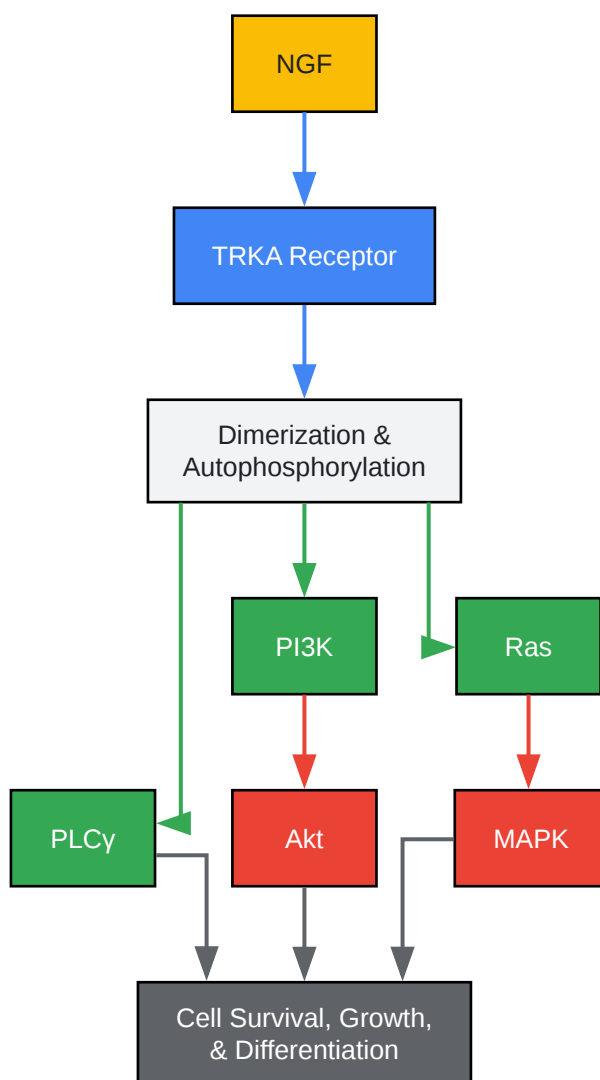 NGF
TRKA Receptor
Dimerization &
Autophosphorylation
PI3K
Ras
PLCγ
Akt
MAPK
Cell Survival, Growth,
& Differentiation